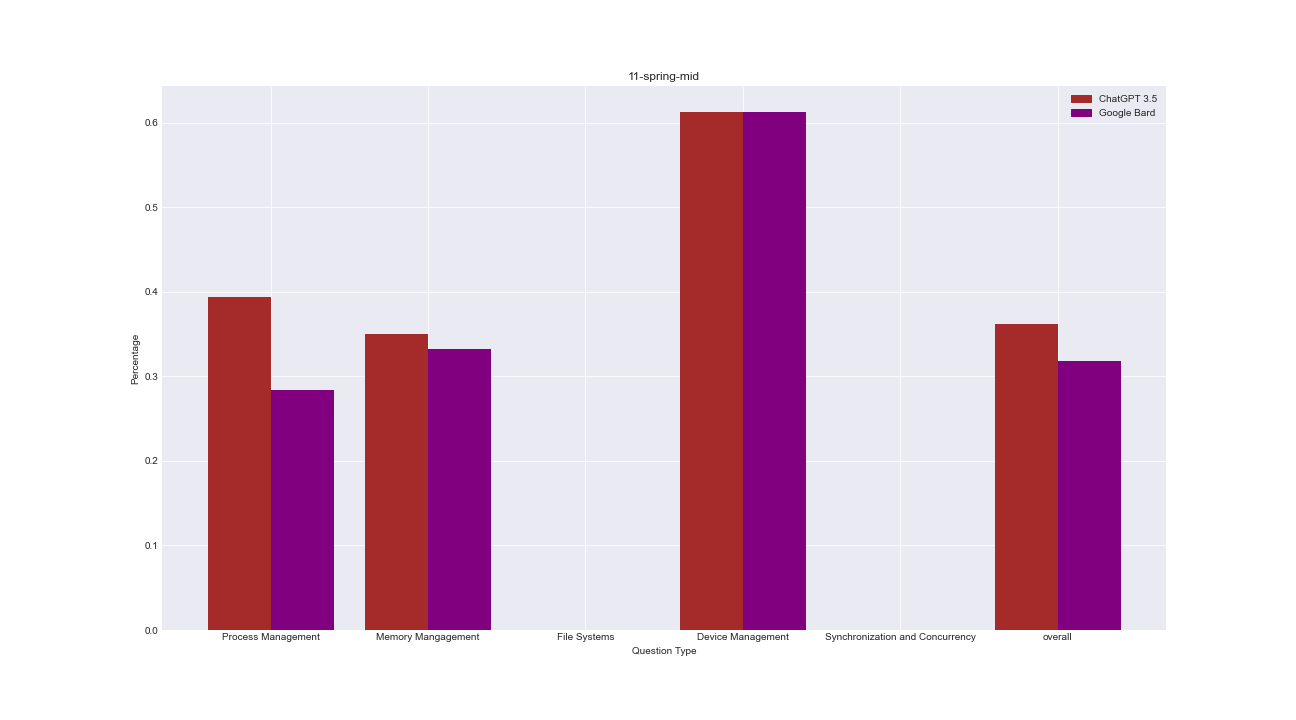 11-spring-mid
ChatGPT 3.5
Google Bard
0.6
0.5
0.4
0.3
0.2
0.1
0.0
Percentage
Process Management
Memory Mangagement
File Systems
Device Management
Synchronization and Concurrency
overall
Question Type